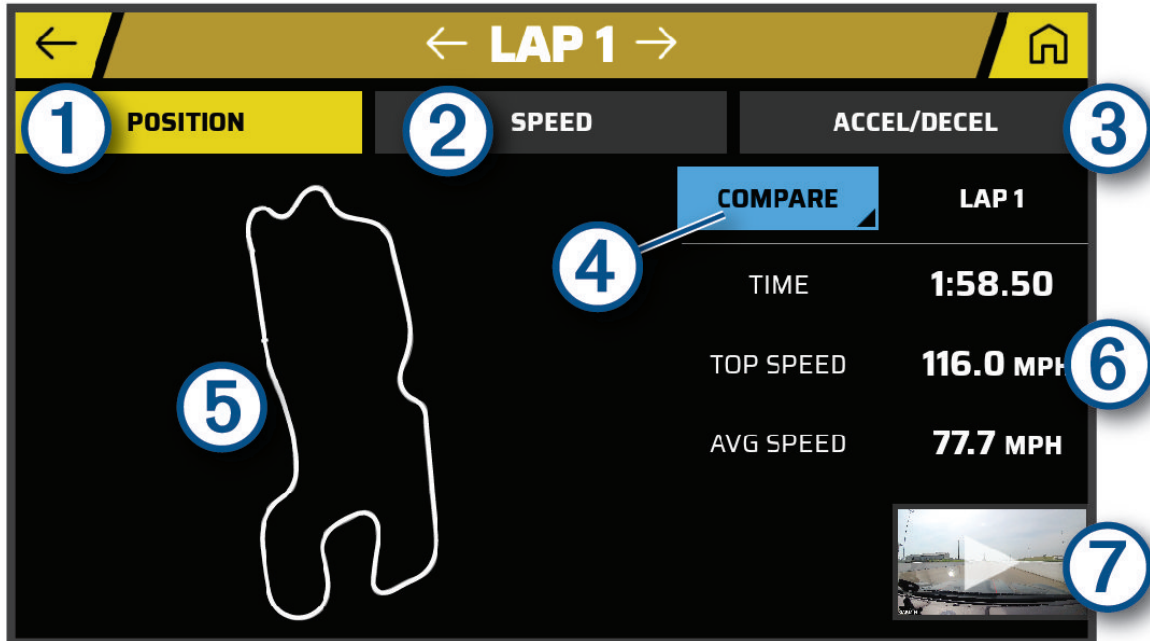 ← LAP 1 →
1 POSITION 2 SPEED ACCEL/DECEL 3
COMPARE LAP 1
4
TIME 1:58.50
TOP SPEED 116.0 MPH 6
5
AVG SPEED 77.7 MPH
7